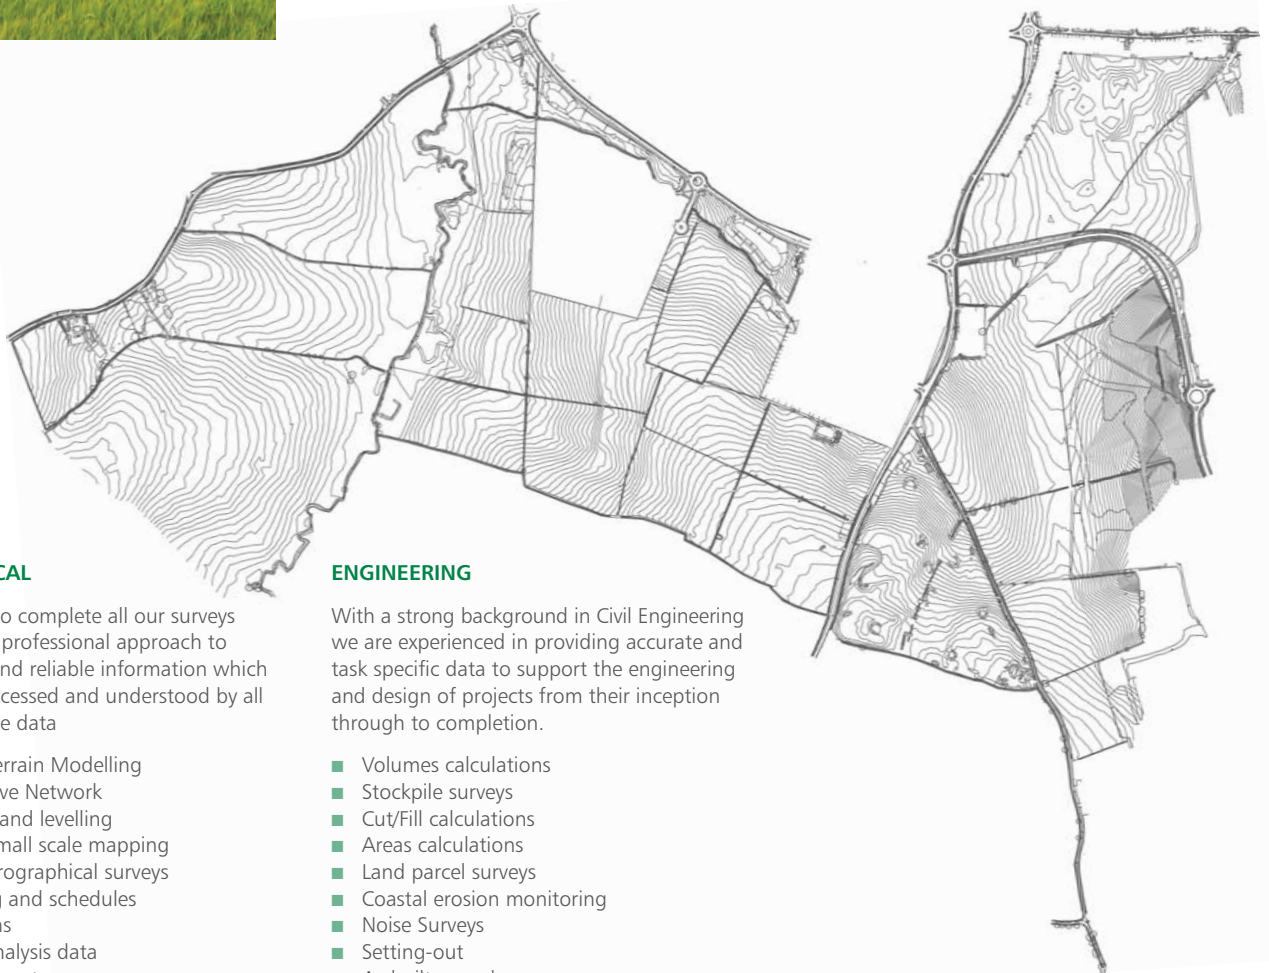 CAL
o complete all our surveys
professional approach to
nd reliable information which
cessed and understood by all
e data
errain Modelling
ve Network
and levelling
mall scale mapping
rographical surveys
g and schedules
ns
nalysis data
ENGINEERING
With a strong background in Civil Engineering
we are experienced in providing accurate and
task specific data to support the engineering
and design of projects from their inception
through to completion.
Volumes calculations
Stockpile surveys
Cut/Fill calculations
Areas calculations
Land parcel surveys
Coastal erosion monitoring
Noise Surveys
Setting-out